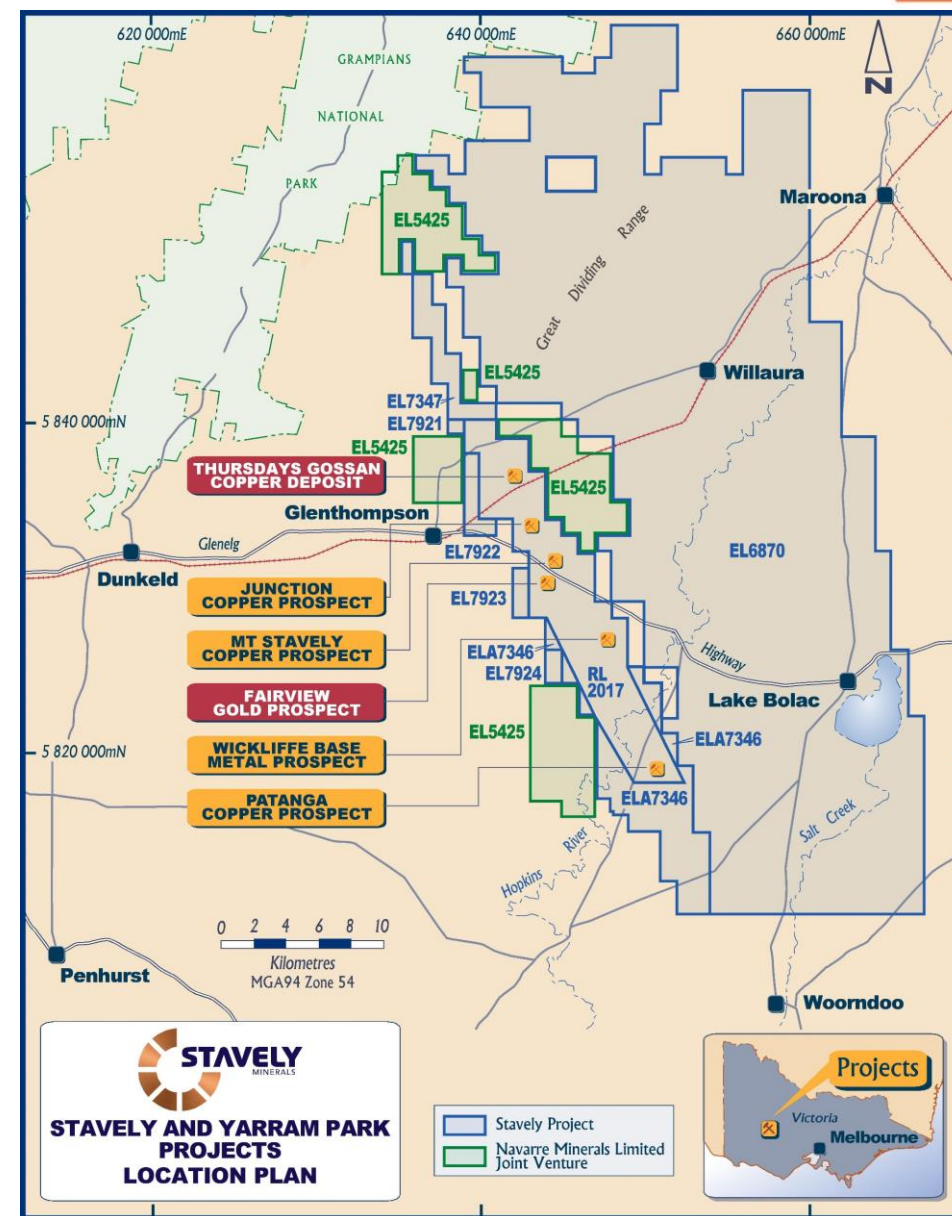 620 000mE
640 000mE
660 000mE
N
GRAMPIANS
NATIONAL
PARK
EL5425
Maroona
Great Dividing Range
EL5425
Willaura
EL7347
5 840 000mN
EL7921
EL5425
THURSDAYS GOSSAN
COPPER DEPOSIT
EL5425
Glenthompson
Glenelg
EL7922
EL6870
Dunkeld
JUNCTION
COPPER PROSPECT
EL7923
MT STAVELY
COPPER PROSPECT
ELA7346
EL7924
RL
2017
Highway
Lake Bolac
FAIRVIEW
GOLD PROSPECT
EL5425
ELA7346
WICKLIFFE BASE
METAL PROSPECT
5 820 000mN
PATANGA
COPPER PROSPECT
ELA7346
Hopkins River
Salt Creek
0 2 4 6 8 10
Kilometres
MGA94 Zone 54
Penhurst
Woorndoo
STAVELY
MINERALS
STAVELY AND YARRAM PARK
PROJECTS
LOCATION PLAN
Stavely Project
Navarre Minerals Limited
Joint Venture
Projects
Victoria
Melbourne